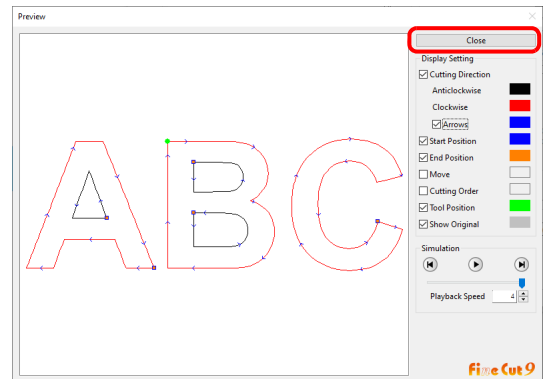 Preview
Close
Display Setting
Cutting Direction
Anticlockwise
Clockwise
Arrows
Start Position
End Position
Move
Cutting Order
Tool Position
Show Original
Simulation
Playback Speed 4
ABC
Fine Cut 9